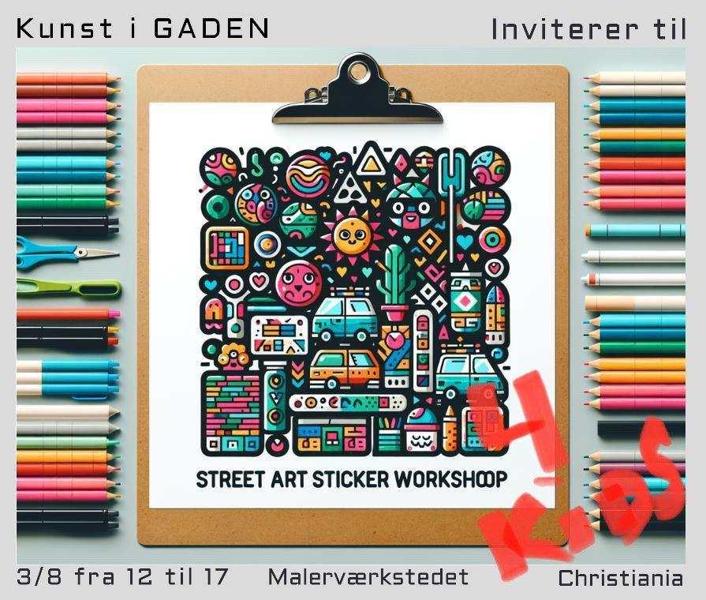 Kunst i GADEN
Inviterer til
STREET ART STICKER WORKSHOOP
4
KiDS
3/8 fra 12 til 17
Malerværkstedet
Christiania